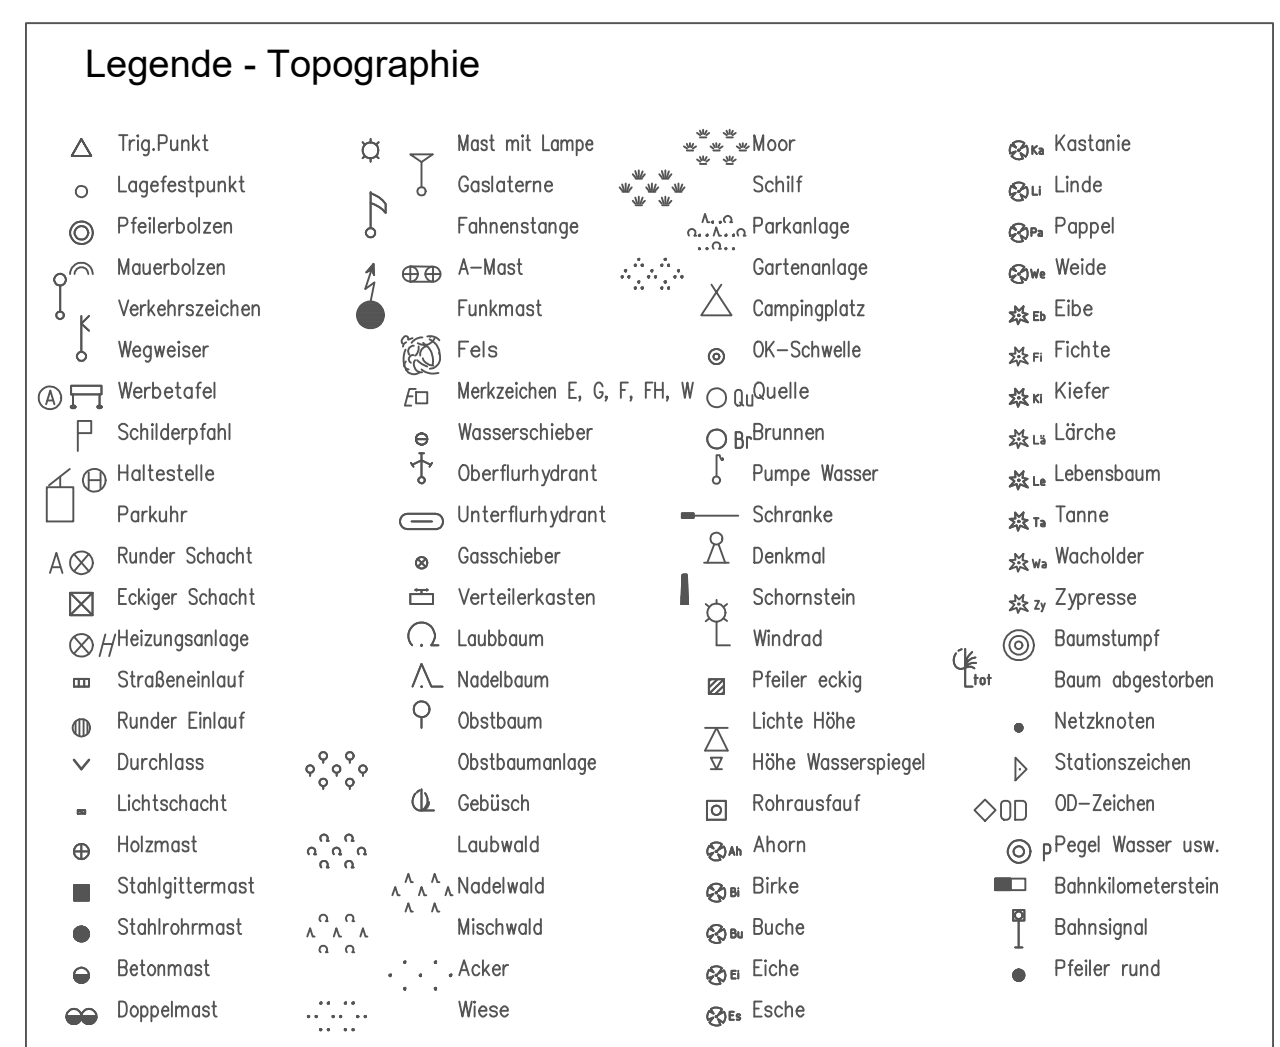 Legende - Topographie
Trig.Punkt
Lagefestpunkt
Pfeilerbolzen
Mauerbolzen
Verkehrszeichen
Wegweiser
A Werbetafel
Schilderpfahl
H Haltestelle
Parkuhr
A Runder Schacht
Eckiger Schacht
H Heizungsanlage
Straßeneinlauf
Runder Einlauf
Durchlass
Lichtschacht
Holzmast
Stahlgittermast
Stahlrohrmast
Betonmast
Doppelmast
Mast mit Lampe
Gaslaterne
Fahnenstange
A-Mast
Funkmast
Fels
E Merkzeichen E, G, F, FH, W
Wasserschieber
Oberflurhydrant
Unterflurhydrant
Gasschieber
Verteilerkasten
Laubbaum
Nadelbaum
Obstbaum
Obstbaumanlage
Gebüsch
Laubwald
Nadelwald
Mischwald
Acker
Wiese
Moor
Schilf
Parkanlage
Gartenanlage
Campingplatz
OK-Schwelle
Qu Quelle
Br Brunnen
Pumpe Wasser
Schranke
Denkmal
Schornstein
Windrad
Pfeiler eckig
Lichte Höhe
Höhe Wasserspiegel
Rohrausfauf
Ah Ahorn
Bi Birke
Bu Buche
Ei Eiche
Es Esche
Ka Kastanie
Li Linde
Pa Pappel
We Weide
Eb Eibe
Fi Fichte
Ki Kiefer
Lä Lärche
Le Lebensbaum
Ta Tanne
Wa Wacholder
Zy Zypresse
Baumstumpf
tot Baum abgestorben
Netzknoten
Stationszeichen
OD OD-Zeichen
P Pegel Wasser usw.
Bahnkilometerstein
Bahnsignal
Pfeiler rund